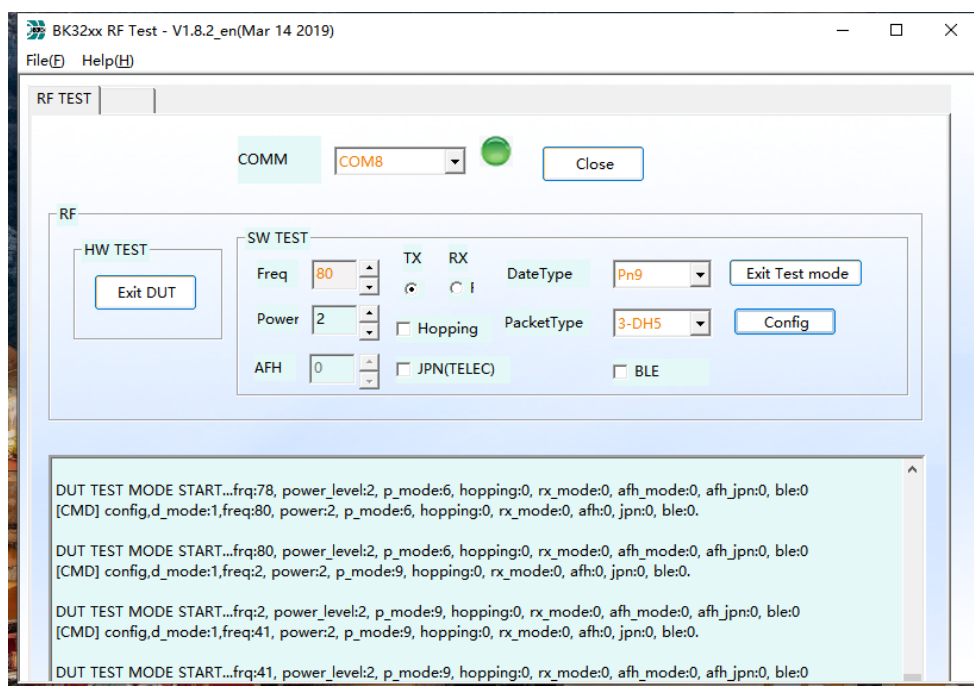 BK32xx RF Test - V1.8.2_en(Mar 14 2019)
File(F) Help(H)
RF TEST
COMM COM8 Close
RF
HW TEST
Exit DUT
SW TEST
TX RX
Freq 80 DateType Pn9 Exit Test mode
Power 2 Hopping PacketType 3-DH5 Config
AFH 0 JPN(TELEC) BLE
DUT TEST MODE START...frq:78, power_level:2, p_mode:6, hopping:0, rx_mode:0, afh_mode:0, afh_jpn:0, ble:0
[CMD] config,d_mode:1,freq:80, power:2, p_mode:6, hopping:0, rx_mode:0, afh:0, jpn:0, ble:0.
DUT TEST MODE START...frq:80, power_level:2, p_mode:6, hopping:0, rx_mode:0, afh_mode:0, afh_jpn:0, ble:0
[CMD] config,d_mode:1,freq:2, power:2, p_mode:9, hopping:0, rx_mode:0, afh:0, jpn:0, ble:0.
DUT TEST MODE START...frq:2, power_level:2, p_mode:9, hopping:0, rx_mode:0, afh_mode:0, afh_jpn:0, ble:0
[CMD] config,d_mode:1,freq:41, power:2, p_mode:9, hopping:0, rx_mode:0, afh:0, jpn:0, ble:0.
DUT TEST MODE START...frq:41, power_level:2, p_mode:9, hopping:0, rx_mode:0, afh_mode:0, afh_jpn:0, ble:0